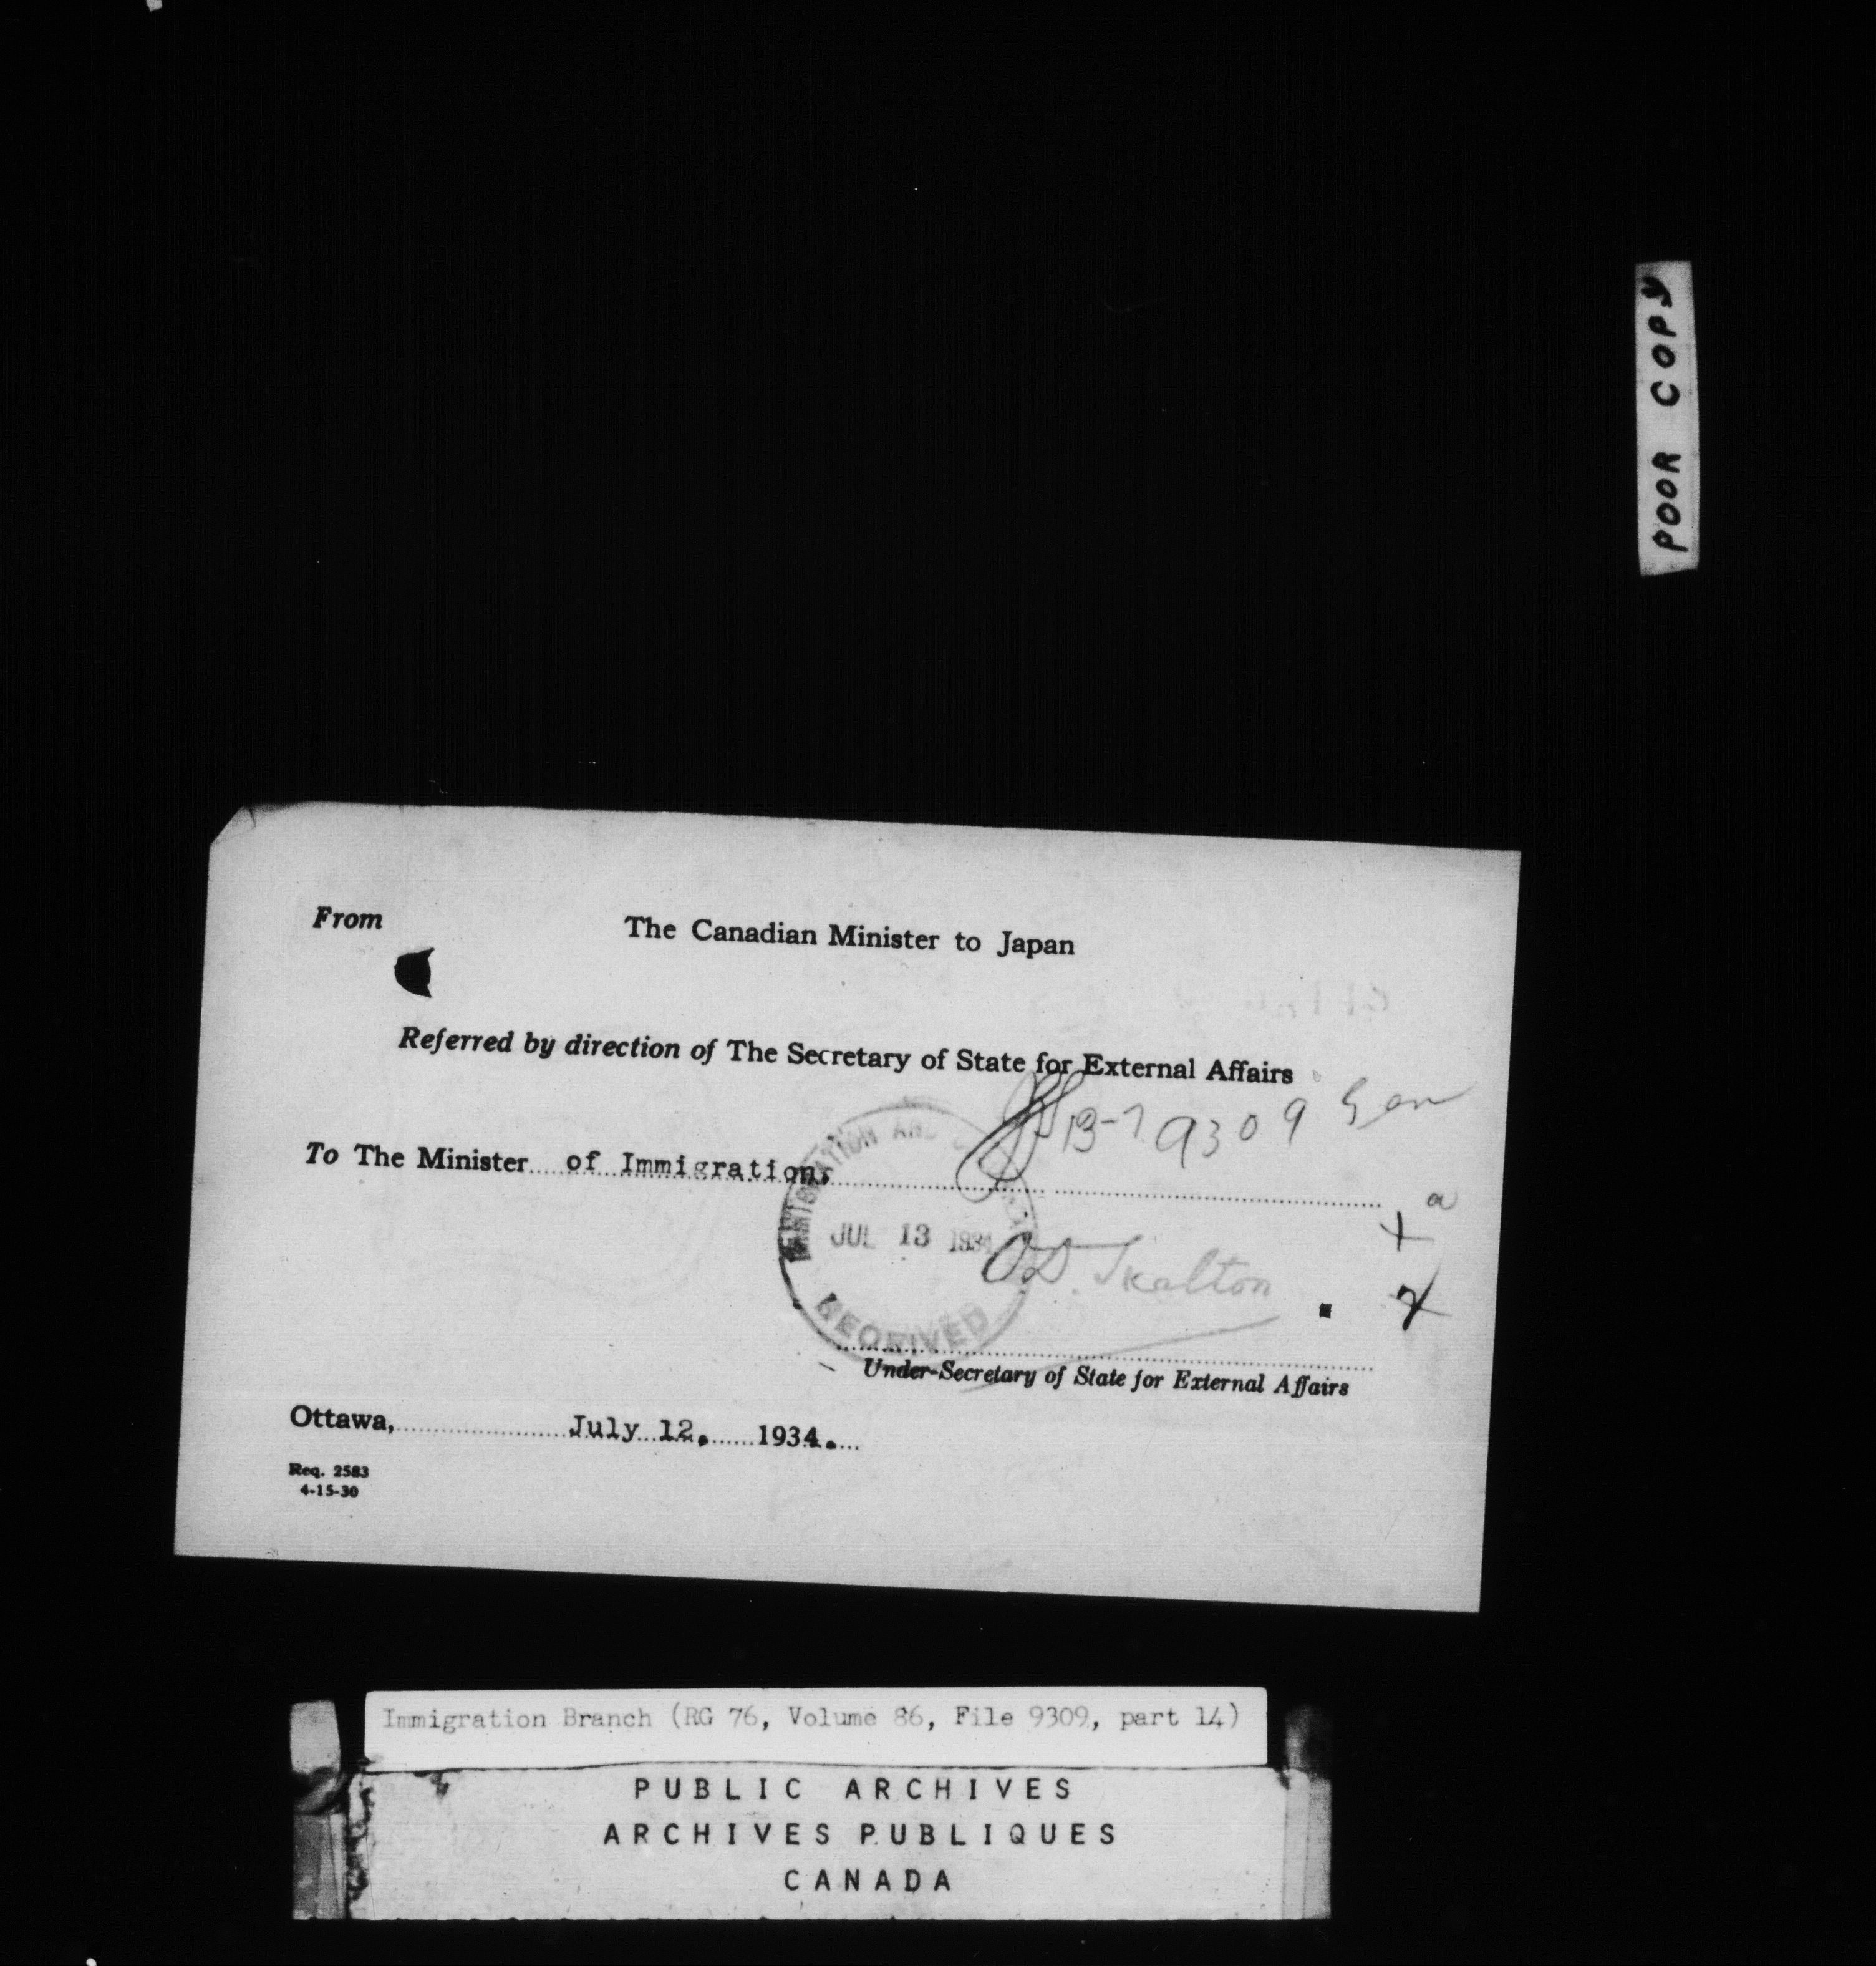 POOR COPY
From The Canadian Minister to Japan
Referred by direction of The Secretary of State for External Affairs
13-7 9309 Gen
To The Minister of Immigration,
a
IMMIGRATION AND
JUL 13 1934
RECEIVED
O D. Skelton
Under-Secretary of State for External Affairs
Ottawa, July 12, 1934.
Req. 2583
4-15-30
Immigration Branch (RG 76, Volume 86, File 9309, part 14)
PUBLIC ARCHIVES
ARCHIVES PUBLIQUES
CANADA